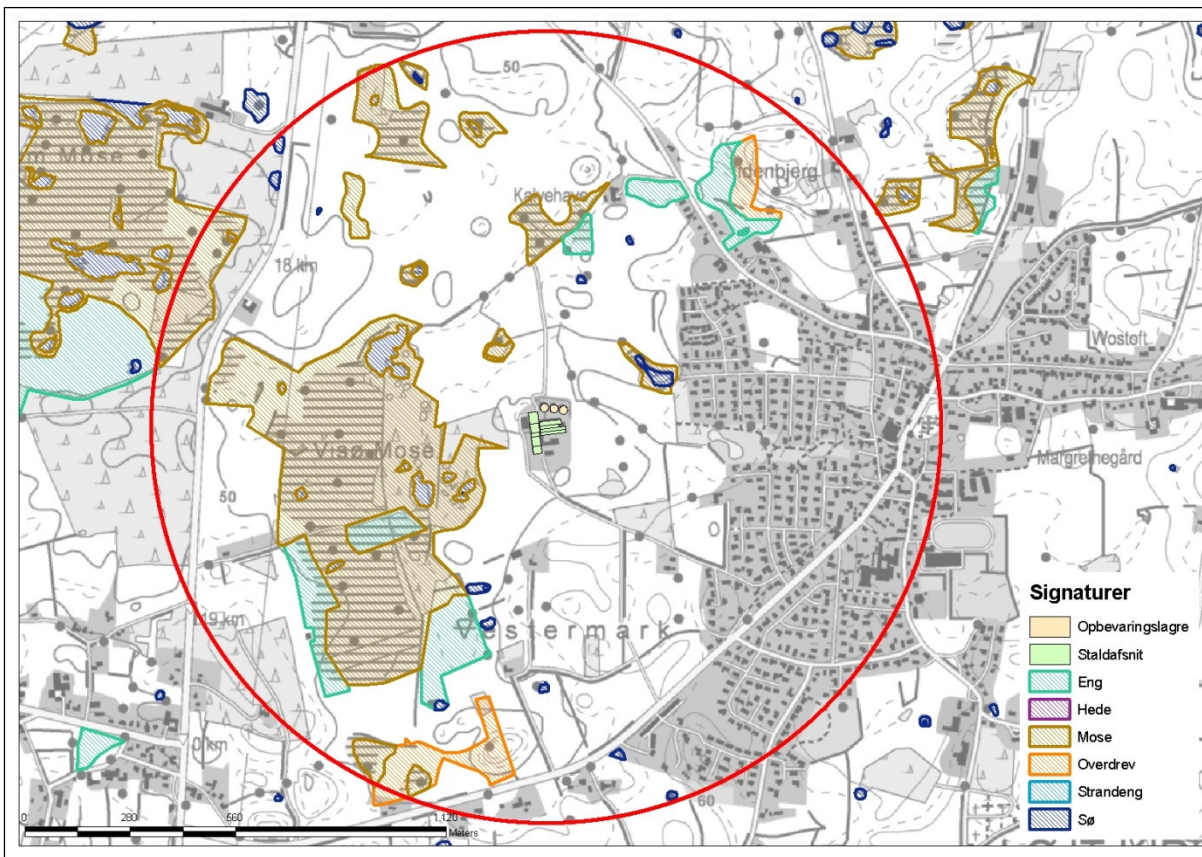 50
m Mose
Idenbjerg
Kalvehave
18 km
Wostoft
Visø Mose
Margrethegård
50
Vestermark
19 km
0 km
60
0 280 560 1,120
Meters
Signaturer
Opbevaringslagre
Staldafsnit
Eng
Hede
Mose
Overdrev
Strandeng
Sø